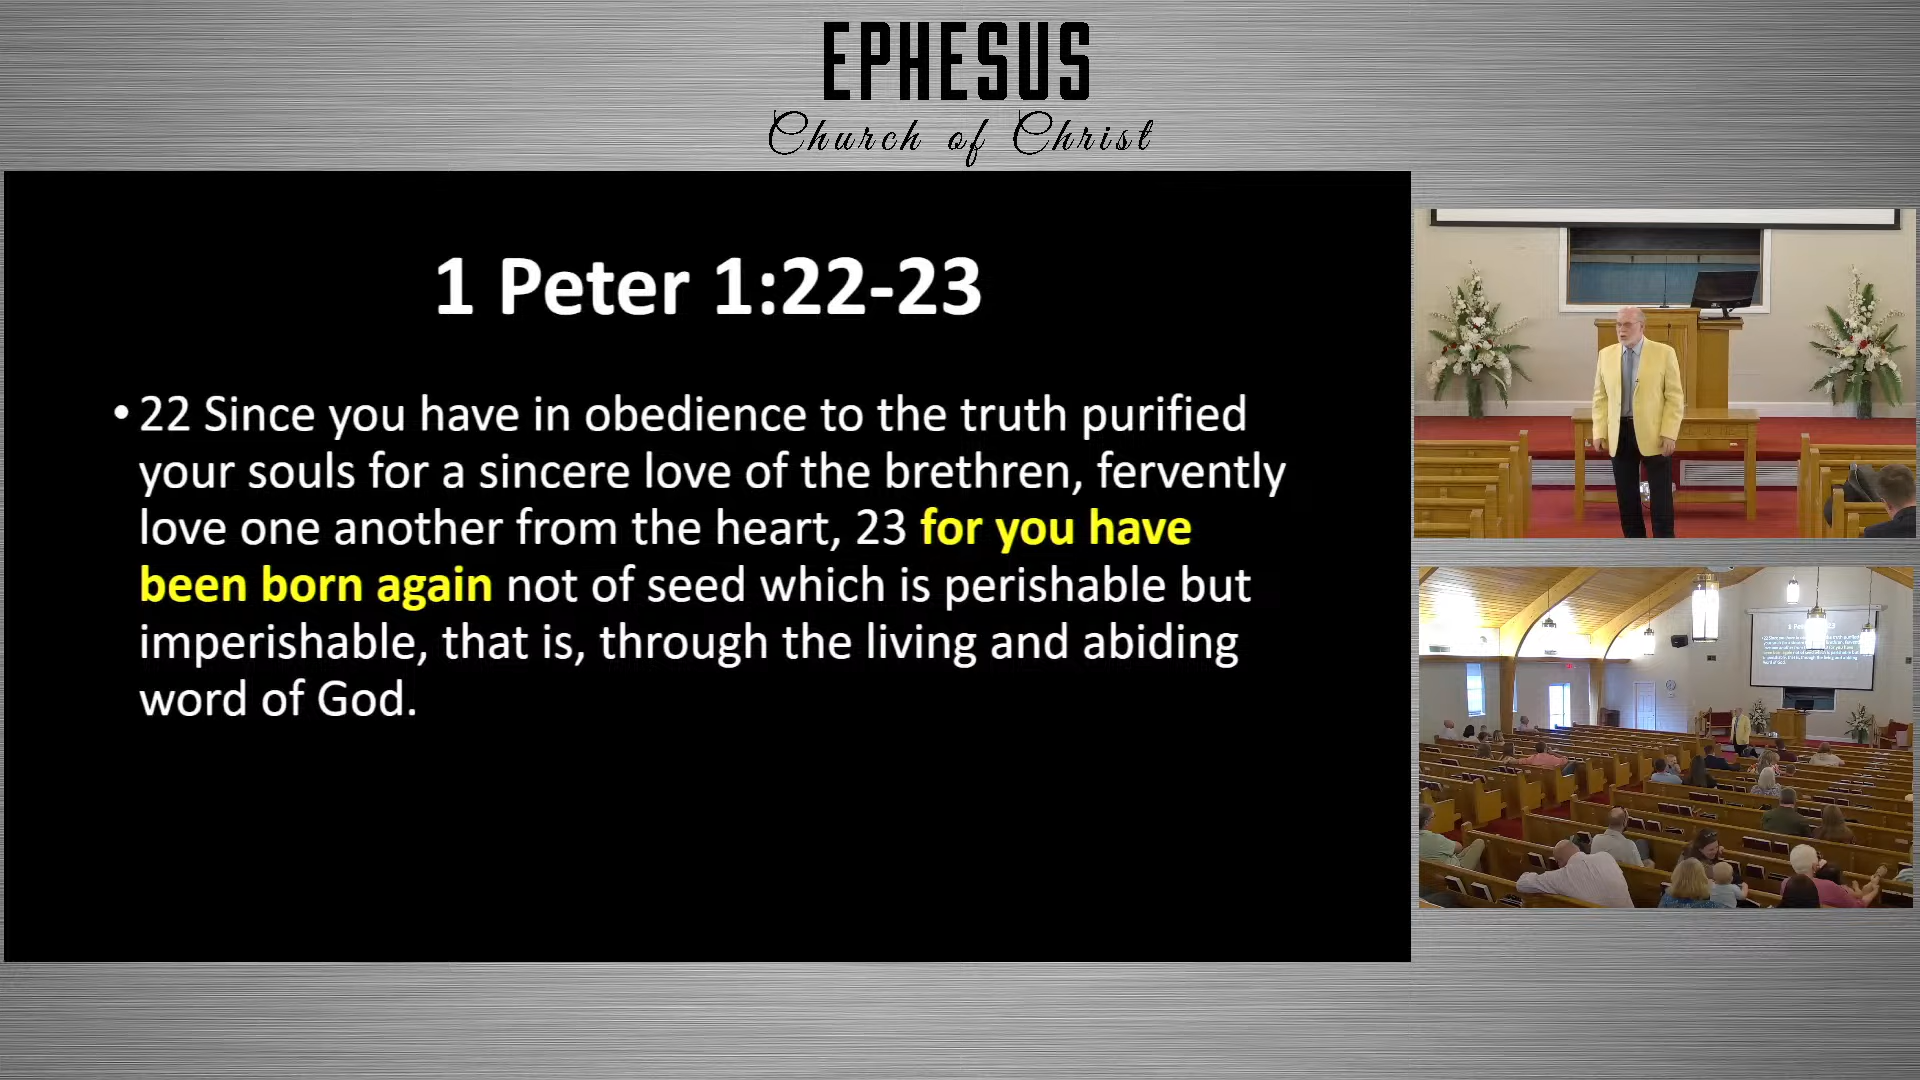 EPHESUS
Church of Christ
1 Peter 1:22-23
• 22 Since you have in obedience to the truth purified
your souls for a sincere love of the brethren, fervently
love one another from the heart, 23 for you have
been born again not of seed which is perishable but
imperishable, that is, through the living and abiding
word of God.